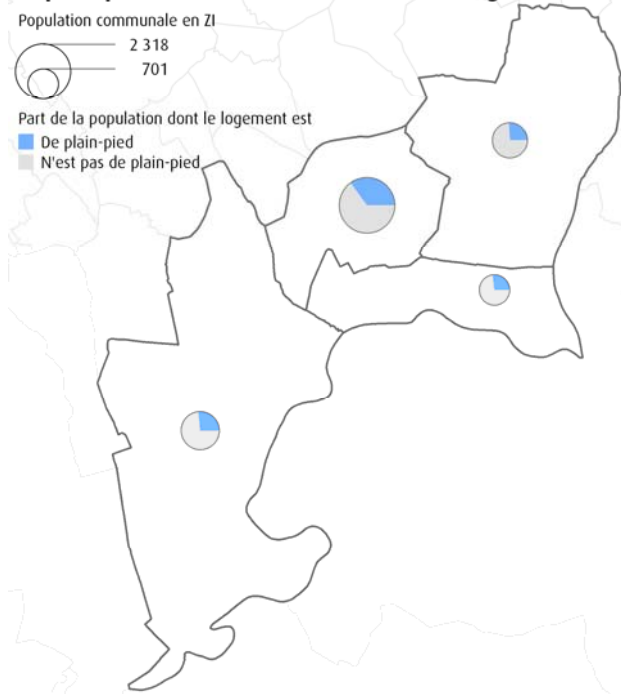 Population communale en ZI
2 318
701
Part de la population dont le logement est
De plain-pied
N'est pas de plain-pied